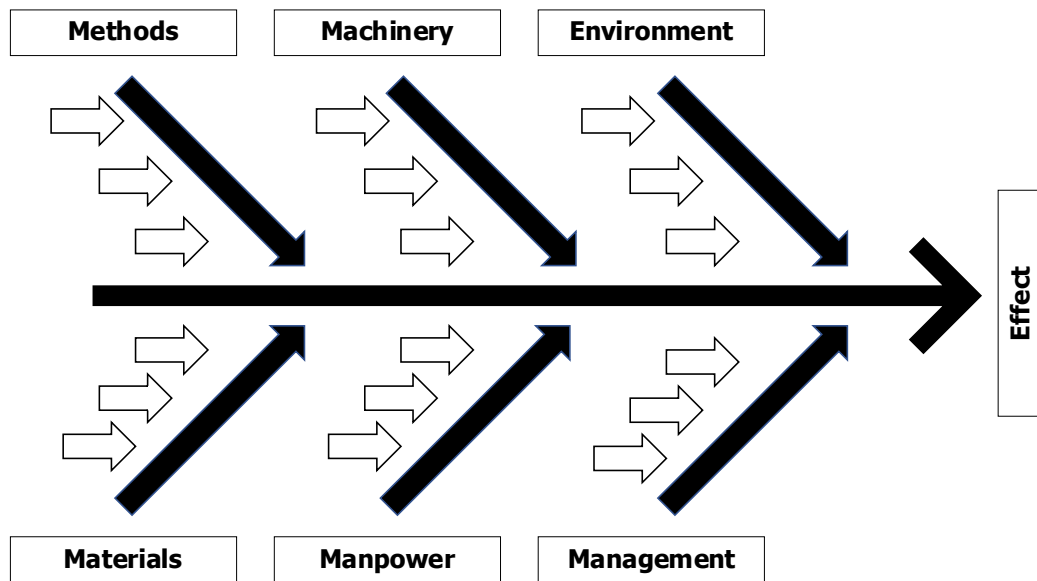 Methods
Machinery
Environment
Effect
Materials
Manpower
Management